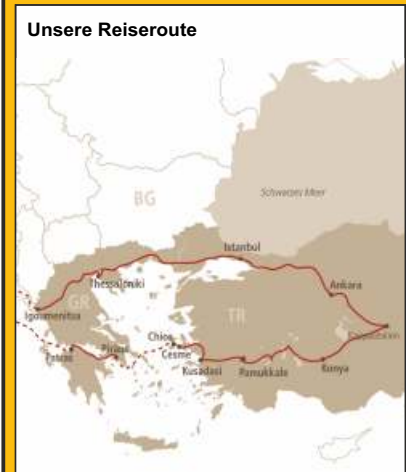 Unsere Reiseroute
BG
Schwarzes Meer
Istanbul
Thessaloniki
Ankara
GR
Igoumenitsa
TR
Chios
Patras
Piräus
Cesme
Kusadasi
Pamukkale
Konya